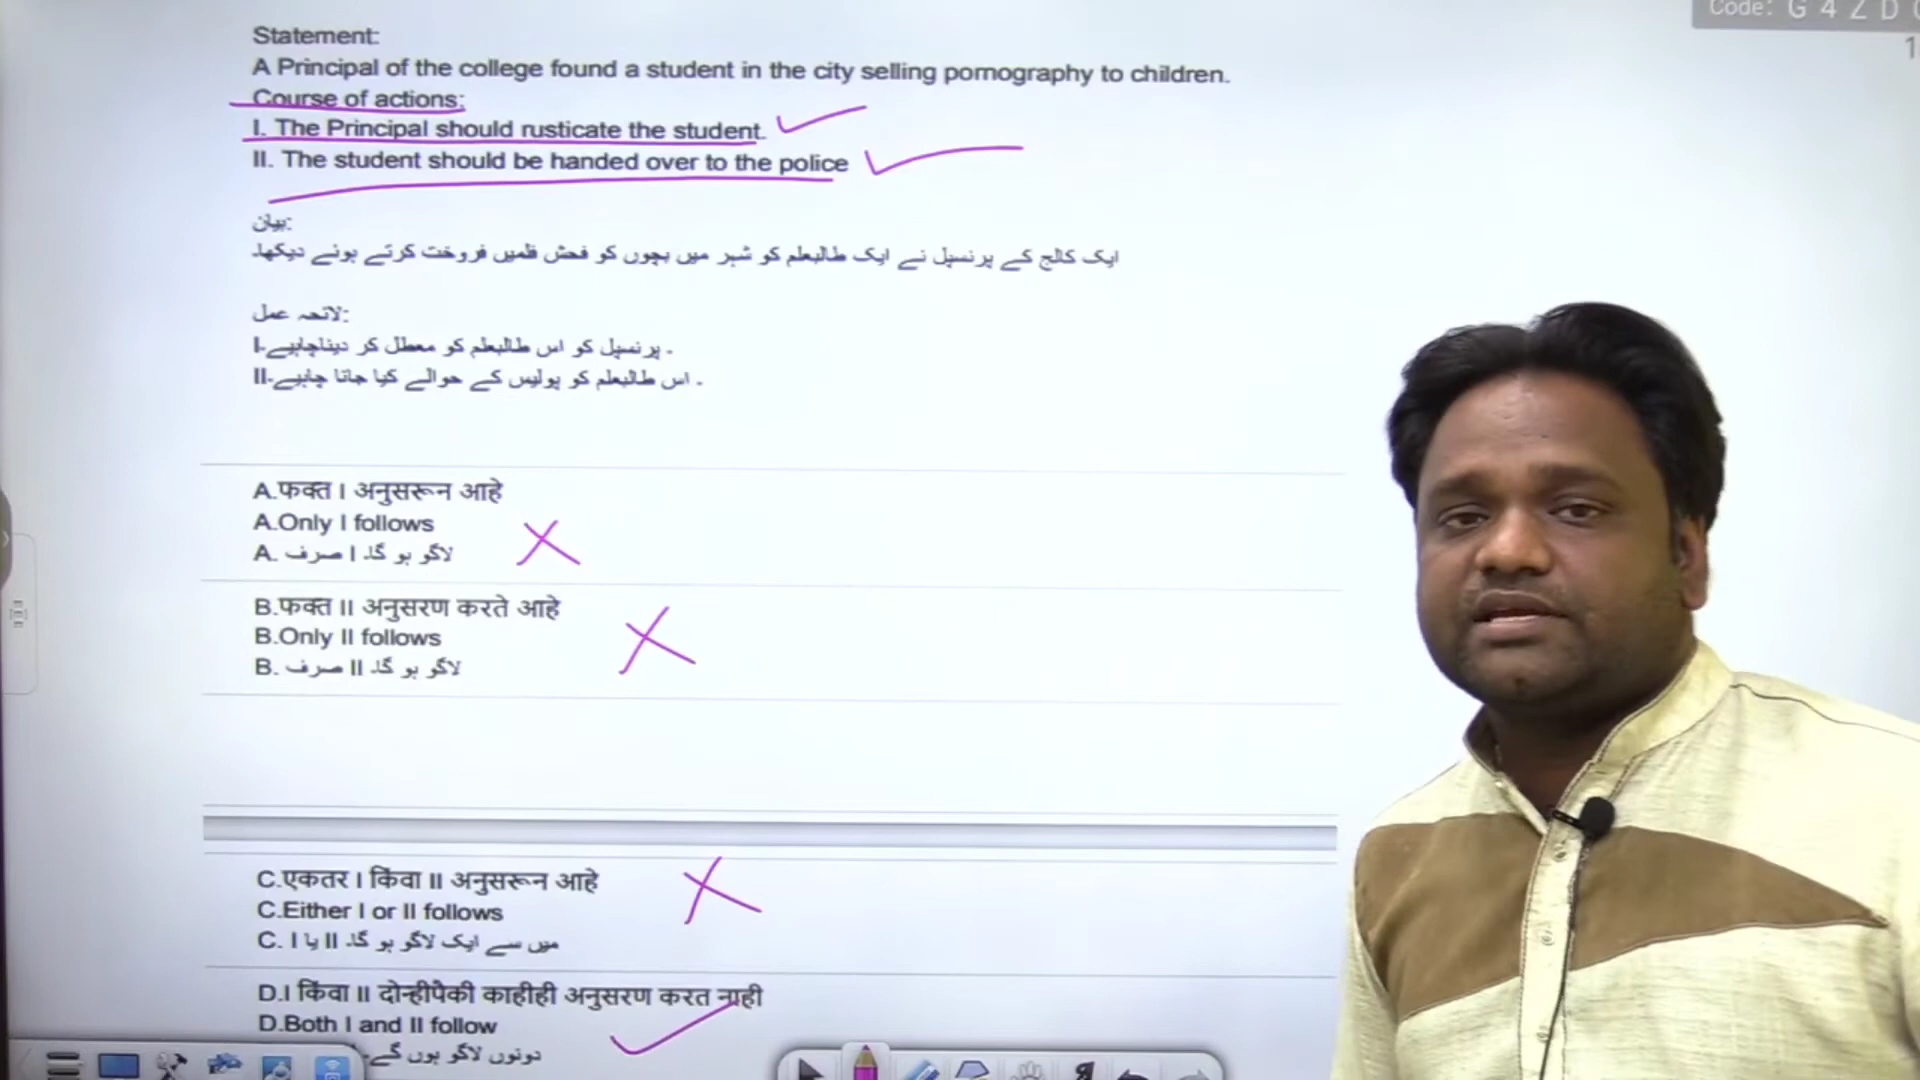 Code: G 4 Z D
1
Statement:
A Principal of the college found a student in the city selling pornography to children.
Course of actions:
I. The Principal should rusticate the student.
II. The student should be handed over to the police
بیان:
ایک کالج کے پرنسپل نے ایک طالبعلم کو شہر میں بچوں کو فحش فلمیں فروخت کرتے ہوئے دیکھا۔
لائحہ عمل:
I۔پرنسپل کو اس طالبعلم کو معطل کر دیناچاہیے .
II۔اس طالبعلم کو پولیس کے حوالے کیا جانا چاہیے .
A.फक्त I अनुसरून आहे
A.Only I follows
A. صرف I لاگو ہو گا۔
B.फक्त II अनुसरण करते आहे
B.Only II follows
B. صرف II لاگو ہو گا۔
C.एकतर I किंवा II अनुसरून आहे
C.Either I or II follows
C. I یا II میں سے ایک لاگو ہو گا۔
D.I किंवा II दोन्हीपैकी काहीही अनुसरण करत नाही
D.Both I and II follow
دونوں لاگو ہوں گے۔